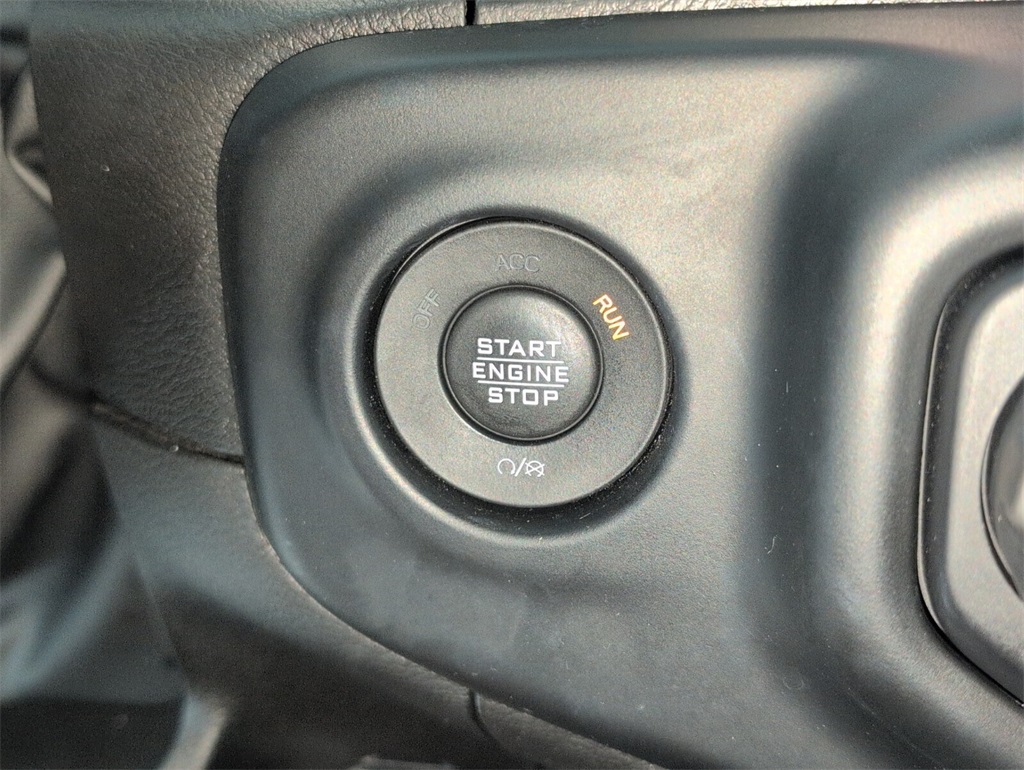 ACC
OFF
RUN
START
ENGINE
STOP